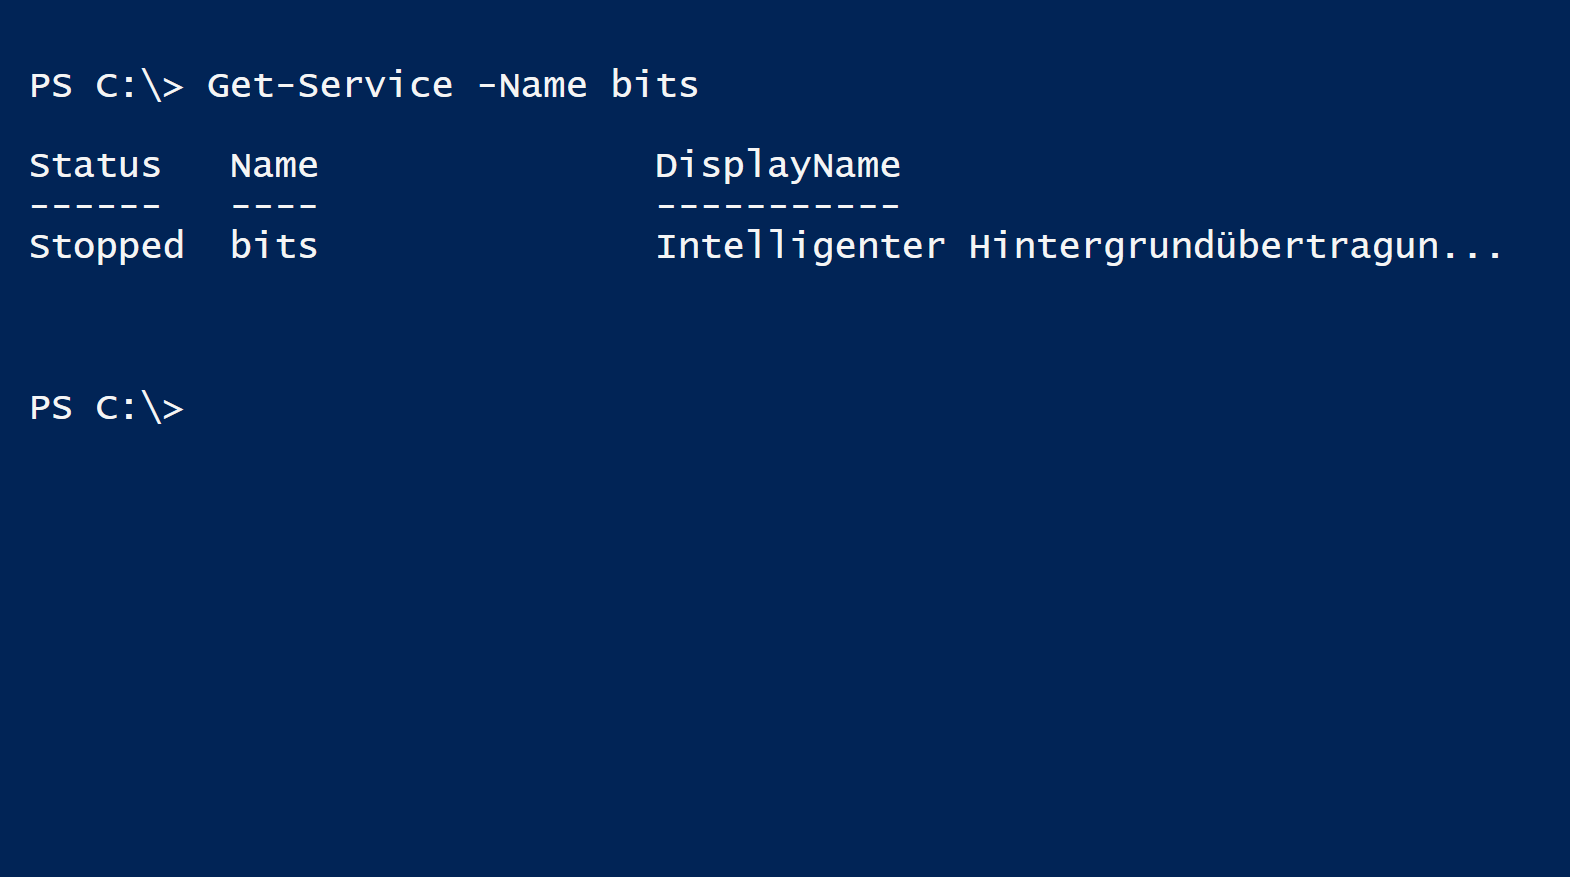 PS C:\> Get-Service -Name bits
Status   Name               DisplayName
------   ----               -----------
Stopped  bits               Intelligenter Hintergrundübertragun...
PS C:\>